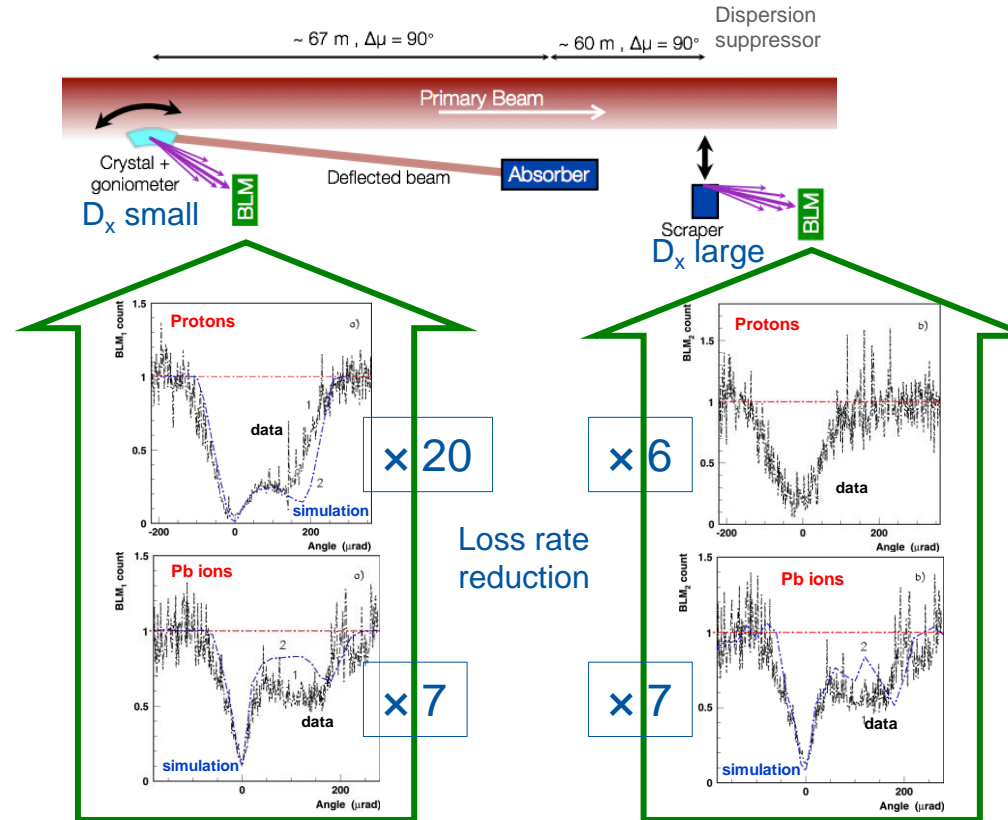 Dispersion
suppressor
~ 67 m , Δμ = 90°
~ 60 m , Δμ = 90°
Primary Beam
Crystal +
goniometer
Deflected beam
Absorber
BLM
Scraper
BLM
Dₓ small
Dₓ large
BLM₁ count
1.5
1
0.5
0
Protons
a)
1
data
2
simulation
-200
0
200
Angle (μrad)
× 20
BLM₂ count
1.5
1
0.5
0
Protons
b)
data
-200
-100
0
100
200
300
Angle (μrad)
× 6
Loss rate
reduction
BLM₁ count
1.5
1
0.5
0
Pb ions
a)
2
1
data
simulation
0
200
Angle (μrad)
× 7
BLM₂ count
1.5
1
0.5
0
Pb ions
b)
2
1
data
simulation
0
200
Angle (μrad)
× 7